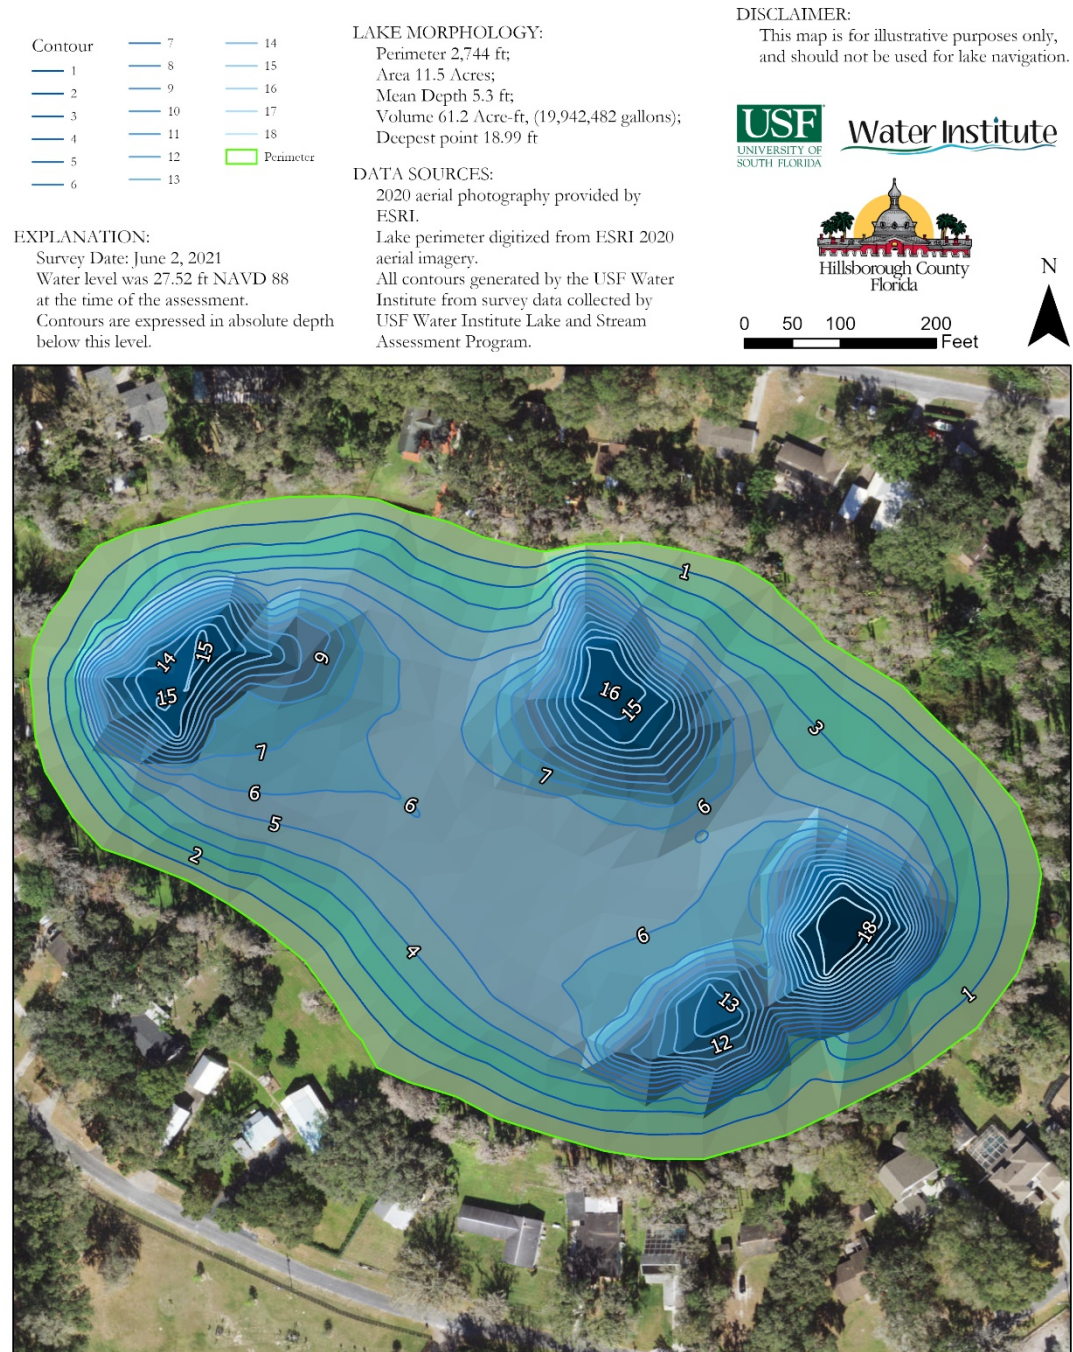 Contour
1
2
3
4
5
6
7
8
9
10
11
12
13
14
15
16
17
18
Perimeter
EXPLANATION:
Survey Date: June 2, 2021
Water level was 27.52 ft NAVD 88
at the time of the assessment.
Contours are expressed in absolute depth
below this level.
LAKE MORPHOLOGY:
Perimeter 2,744 ft;
Area 11.5 Acres;
Mean Depth 5.3 ft;
Volume 61.2 Acre-ft, (19,942,482 gallons);
Deepest point 18.99 ft
DATA SOURCES:
2020 aerial photography provided by
ESRI.
Lake perimeter digitized from ESRI 2020
aerial imagery.
All contours generated by the USF Water
Institute from survey data collected by
USF Water Institute Lake and Stream
Assessment Program.
DISCLAIMER:
This map is for illustrative purposes only,
and should not be used for lake navigation.
USF
UNIVERSITY OF
SOUTH FLORIDA
Water Institute
Hillsborough County
Florida
N
0 50 100 200
Feet
1
15
14
9
15
16
15
3
7
7
6
6
6
5
2
18
6
4
1
13
12